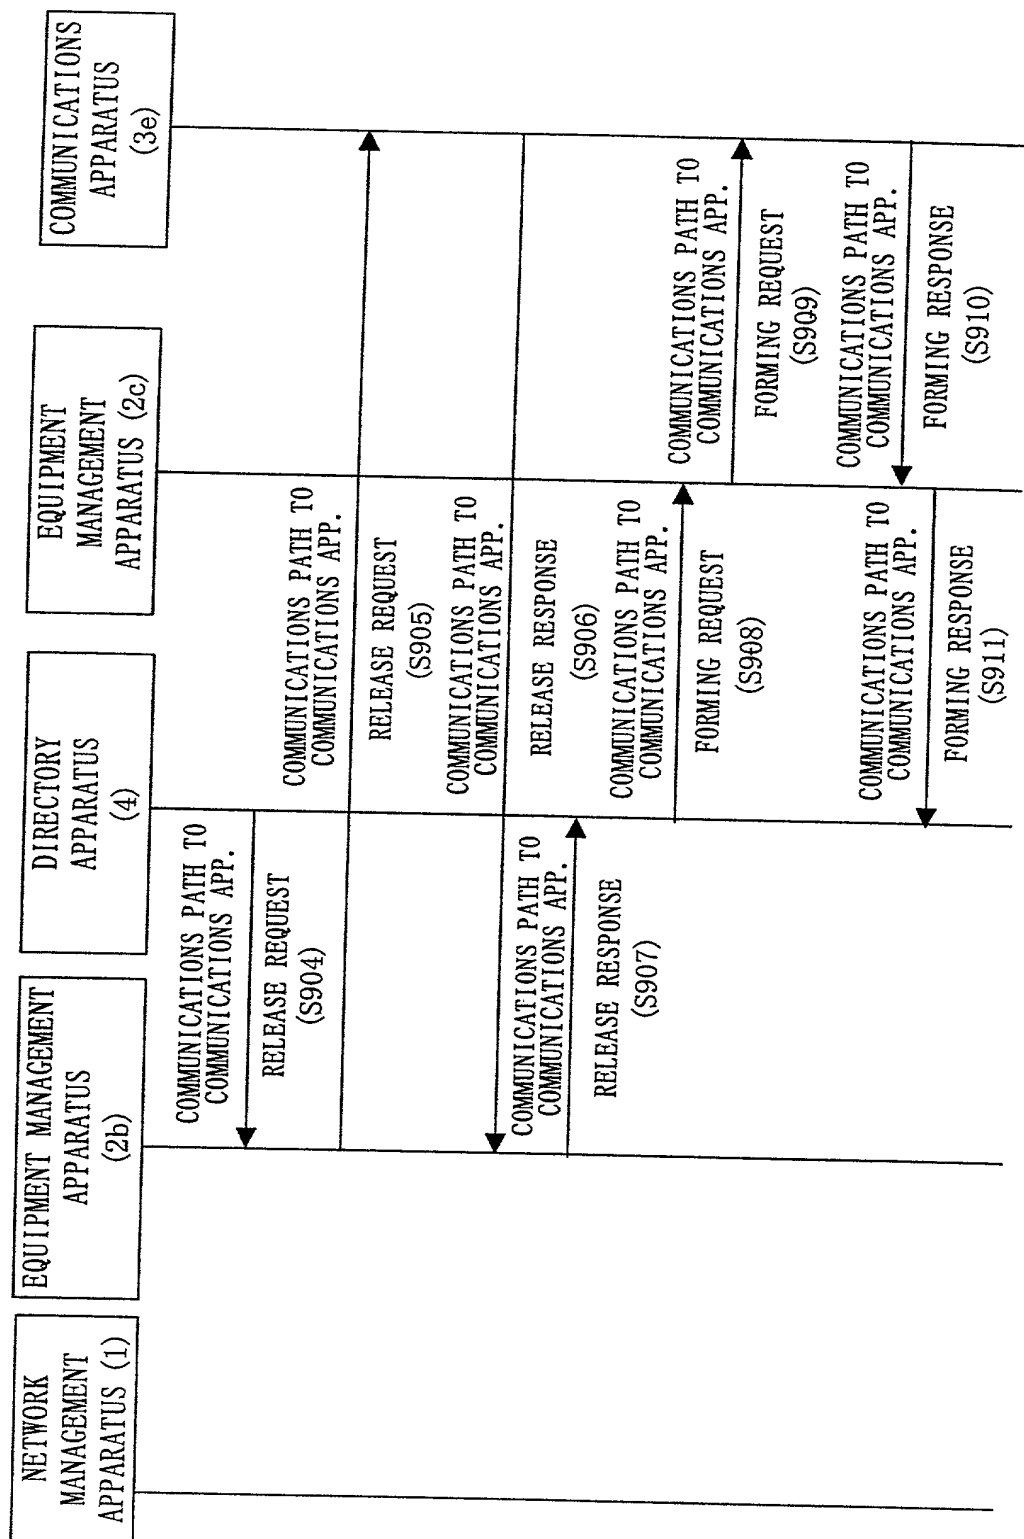 NETWORK
MANAGEMENT
APPARATUS (1)
EQUIPMENT MANAGEMENT
APPARATUS
(2b)
DIRECTORY
APPARATUS
(4)
EQUIPMENT
MANAGEMENT
APPARATUS (2c)
COMMUNICATIONS
APPARATUS
(3e)
COMMUNICATIONS PATH TO
COMMUNICATIONS APP.
RELEASE REQUEST
(S904)
COMMUNICATIONS PATH TO
COMMUNICATIONS APP.
RELEASE REQUEST
(S905)
COMMUNICATIONS PATH TO
COMMUNICATIONS APP.
RELEASE RESPONSE
(S906)
COMMUNICATIONS PATH TO
COMMUNICATIONS APP.
RELEASE RESPONSE
(S907)
COMMUNICATIONS PATH TO
COMMUNICATIONS APP.
FORMING REQUEST
(S908)
COMMUNICATIONS PATH TO
COMMUNICATIONS APP.
FORMING REQUEST
(S909)
COMMUNICATIONS PATH TO
COMMUNICATIONS APP.
FORMING RESPONSE
(S910)
COMMUNICATIONS PATH TO
COMMUNICATIONS APP.
FORMING RESPONSE
(S911)